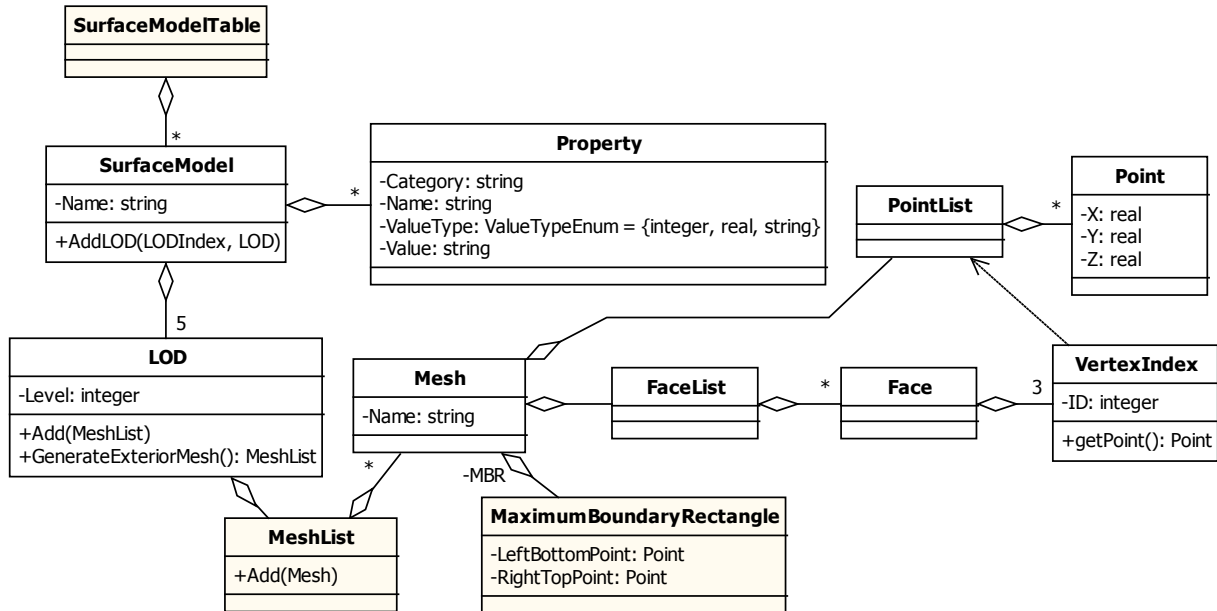 SurfaceModelTable
*
SurfaceModel
-Name: string
+AddLOD(LODIndex, LOD)
*
Property
-Category: string
-Name: string
-ValueType: ValueTypeEnum = {integer, real, string}
-Value: string
PointList
*
Point
-X: real
-Y: real
-Z: real
5
LOD
-Level: integer
+Add(MeshList)
+GenerateExteriorMesh(): MeshList
Mesh
-Name: string
FaceList
*
Face
3
VertexIndex
-ID: integer
+getPoint(): Point
*
-MBR
MeshList
+Add(Mesh)
MaximumBoundaryRectangle
-LeftBottomPoint: Point
-RightTopPoint: Point